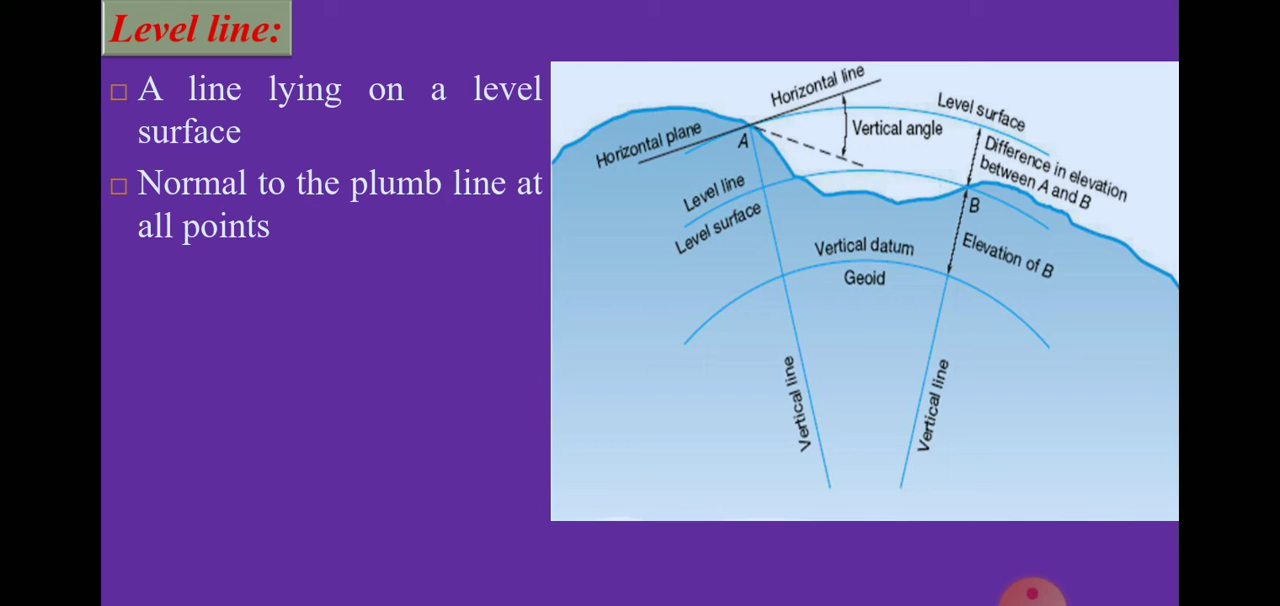 Level line:
A line lying on a level
surface
Normal to the plumb line at
all points
Horizontal line
Level surface
Vertical angle
Horizontal plane
A
Difference in elevation
between A and B
Level line
Level surface
B
Vertical datum
Elevation of B
Geoid
Vertical line
Vertical line